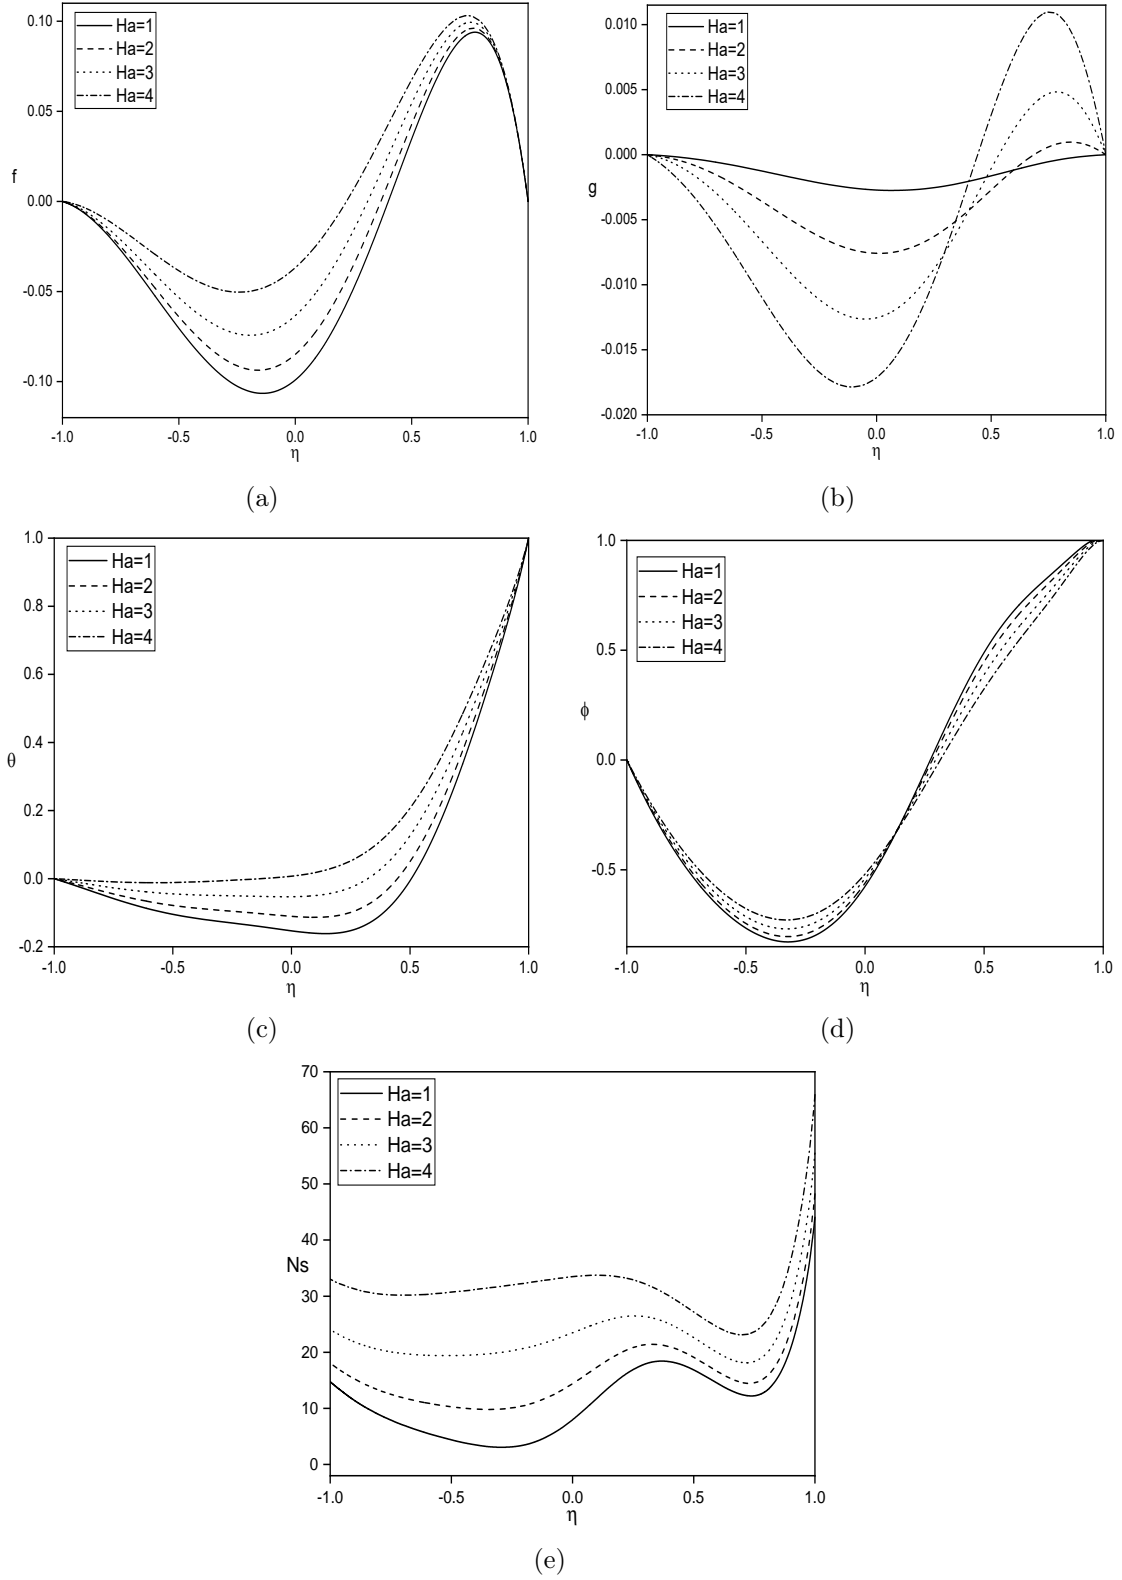 0.10
0.05
0.00
-0.05
-0.10
f
Ha=1
Ha=2
Ha=3
Ha=4
-1.0 -0.5 0.0 0.5 1.0
η
(a)
0.010
0.005
0.000
-0.005
-0.010
-0.015
-0.020
g
Ha=1
Ha=2
Ha=3
Ha=4
-1.0 -0.5 0.0 0.5 1.0
η
(b)
1.0
0.8
0.6
0.4
0.2
0.0
-0.2
θ
Ha=1
Ha=2
Ha=3
Ha=4
-1.0 -0.5 0.0 0.5 1.0
η
(c)
1.0
0.5
0.0
-0.5
ϕ
Ha=1
Ha=2
Ha=3
Ha=4
-1.0 -0.5 0.0 0.5 1.0
η
(d)
70
60
50
40
30
20
10
0
Ns
Ha=1
Ha=2
Ha=3
Ha=4
-1.0 -0.5 0.0 0.5 1.0
η
(e)